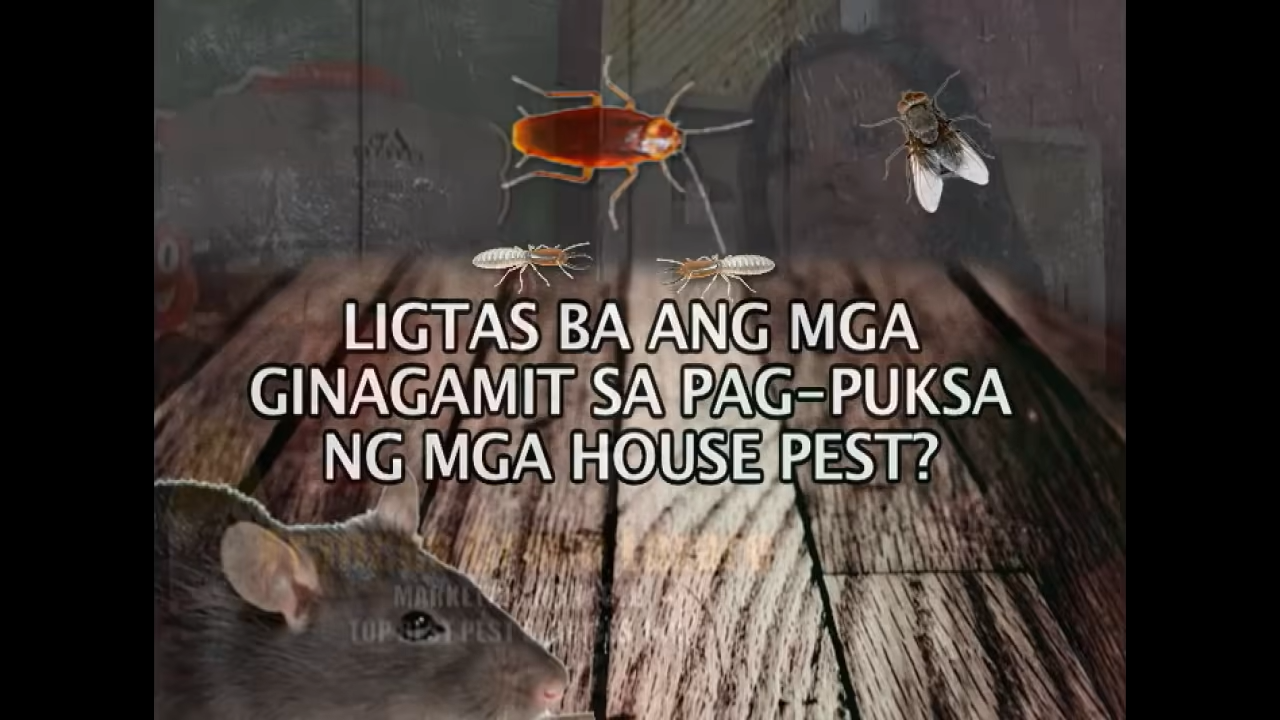 LIGTAS BA ANG MGA
GINAGAMIT SA PAG-PUKSA
NG MGA HOUSE PEST?